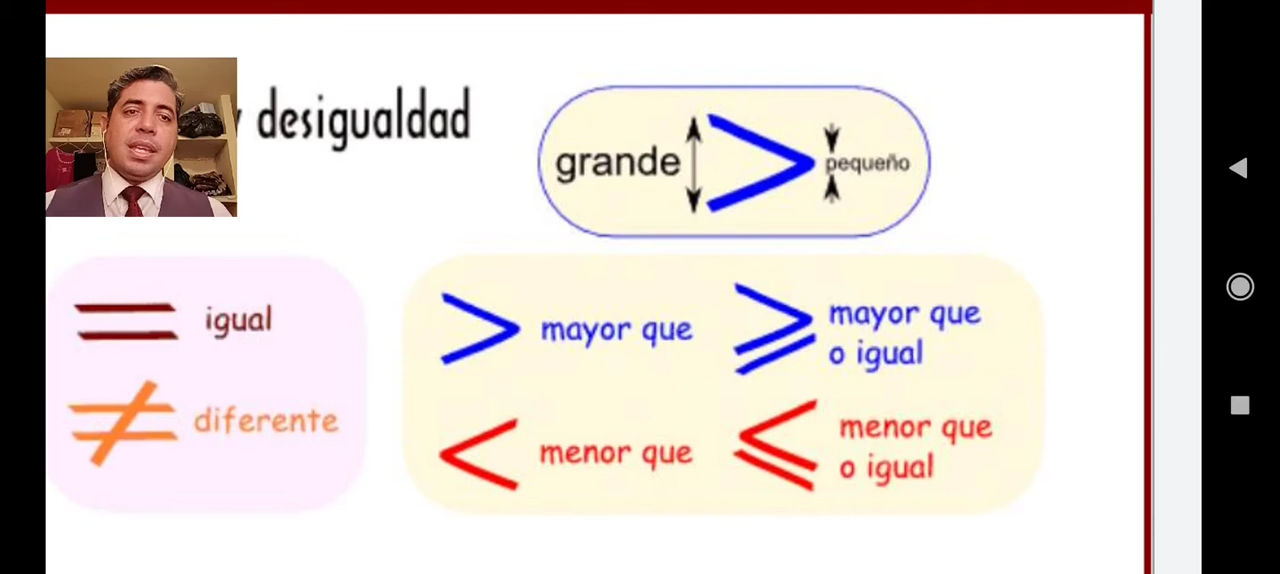 y desigualdad
grande
pequeño
igual
diferente
mayor que
mayor que
o igual
menor que
menor que
o igual